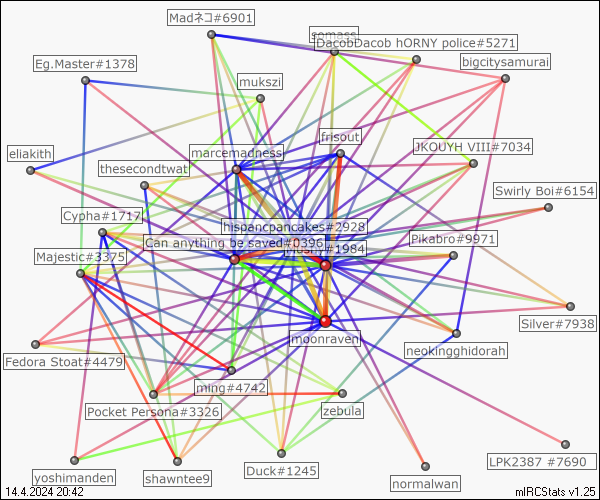 Madネコ#6901
somass
DacobDacob hORNY police#5271
Eg.Master#1378
bigcitysamurai
mukszi
frisout
eliakith
marcemadness
JKOUYH VIII#7034
thesecondtwat
Swirly Boi#6154
Cypha#1717
hispancpancakes#2928
Pikabro#9971
Can anything be saved#0396
#1984
Majestic#3375
Silver#7938
moonraven
neokingghidorah
Fedora Stoat#4479
ming#4742
Pocket Persona#3326
zebula
LPK2387 #7690
yoshimanden
shawntee9
Duck#1245
normalwan
14.4.2024 20:42
mIRCStats v1.25